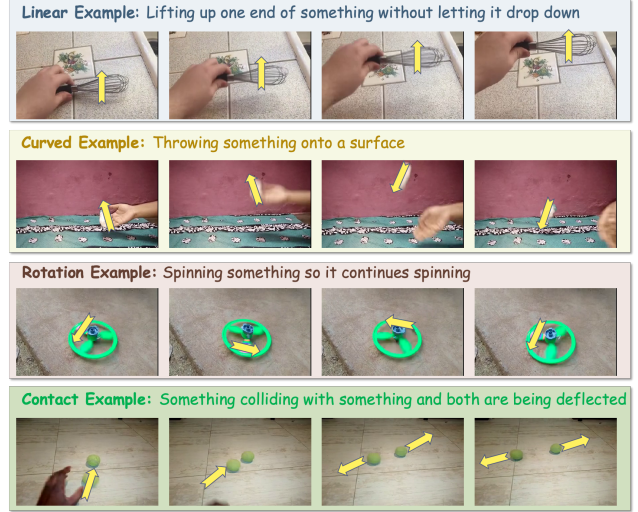 Linear Example: Lifting up one end of something without letting it drop down
Curved Example: Throwing something onto a surface
Rotation Example: Spinning something so it continues spinning
Contact Example: Something colliding with something and both are being deflected